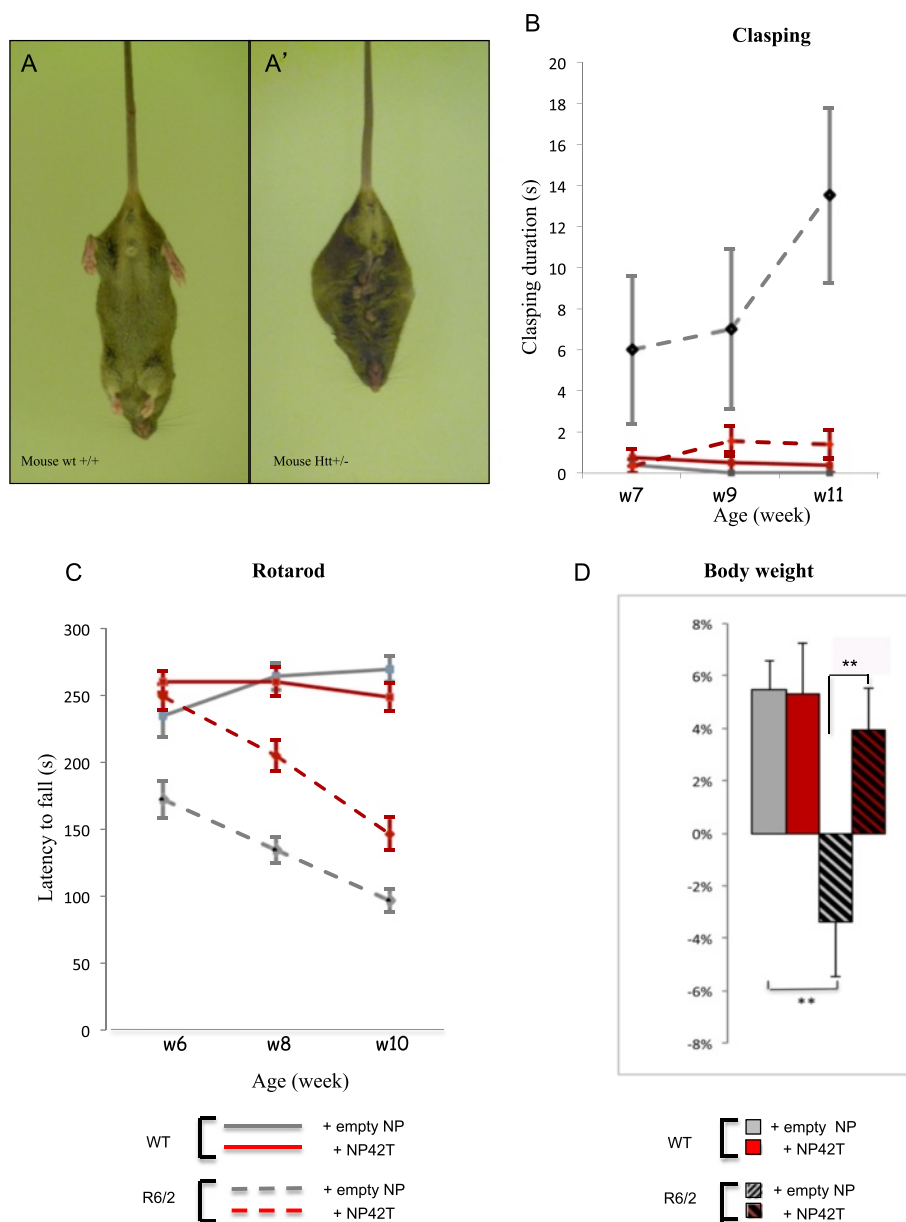 A
A'
Mouse wt +/+
Mouse Htt+/-
B
Clasping
Clasping duration (s)
20
18
16
14
12
10
8
6
4
2
0
w7
w9
w11
Age (week)
C
Rotarod
Latency to fall (s)
300
250
200
150
100
50
0
w6
w8
w10
Age (week)
D
Body weight
8%
6%
4%
2%
0%
-2%
-4%
-6%
-8%
**
**
WT
+ empty NP
+ NP42T
R6/2
+ empty NP
+ NP42T
WT
+ empty NP
+ NP42T
R6/2
+ empty NP
+ NP42T